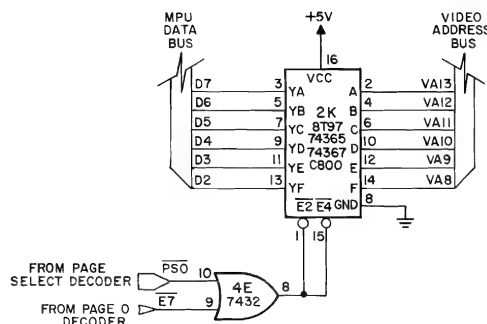 MPU
DATA
BUS
+5V
VIDEO
ADDRESS
BUS
16
VCC
D7 3 YA A 2 VA13
D6 5 YB B 4 VA12
D5 7 YC C 6 VA11
D4 9 YD D 10 VA10
D3 11 YE E 12 VA9
D2 13 YF F 14 VA8
2K
8T97
74365
74367
C800
E2 E4 GND 8
1 15
FROM PAGE
SELECT DECODER
PS0 10
4E
7432
8
FROM PAGE 0
DECODER
E7 9